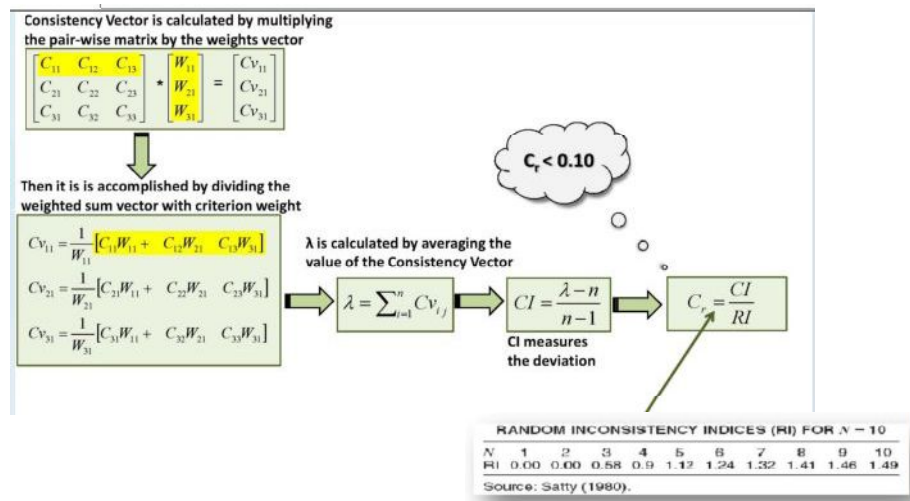 Consistency Vector is calculated by multiplying
the pair-wise matrix by the weights vector
[C₁₁ C₁₂ C₁₃] [W₁₁] [Cv₁₁]
[C₂₁ C₂₂ C₂₃] * [W₂₁] = [Cv₂₁]
[C₃₁ C₃₂ C₃₃] [W₃₁] [Cv₃₁]
Then it is is accomplished by dividing the
weighted sum vector with criterion weight
Cv₁₁ = 1/W₁₁ [C₁₁W₁₁ + C₁₂W₂₁ C₁₃W₃₁]
Cv₂₁ = 1/W₂₁ [C₂₁W₁₁ + C₂₂W₂₁ C₂₃W₃₁]
Cv₃₁ = 1/W₃₁ [C₃₁W₁₁ + C₃₂W₂₁ C₃₃W₃₁]
λ is calculated by averaging the
value of the Consistency Vector
λ = ∑ⁿᵢ₌₁ Cvᵢⱼ
CI = λ − n / n − 1
CI measures
the deviation
Cᵣ < 0.10
Cᵣ = CI / RI
RANDOM INCONSISTENCY INDICES (RI) FOR N − 10
N 1 2 3 4 5 6 7 8 9 10
RI 0.00 0.00 0.58 0.9 1.12 1.24 1.32 1.41 1.46 1.49
Source: Satty (1980).